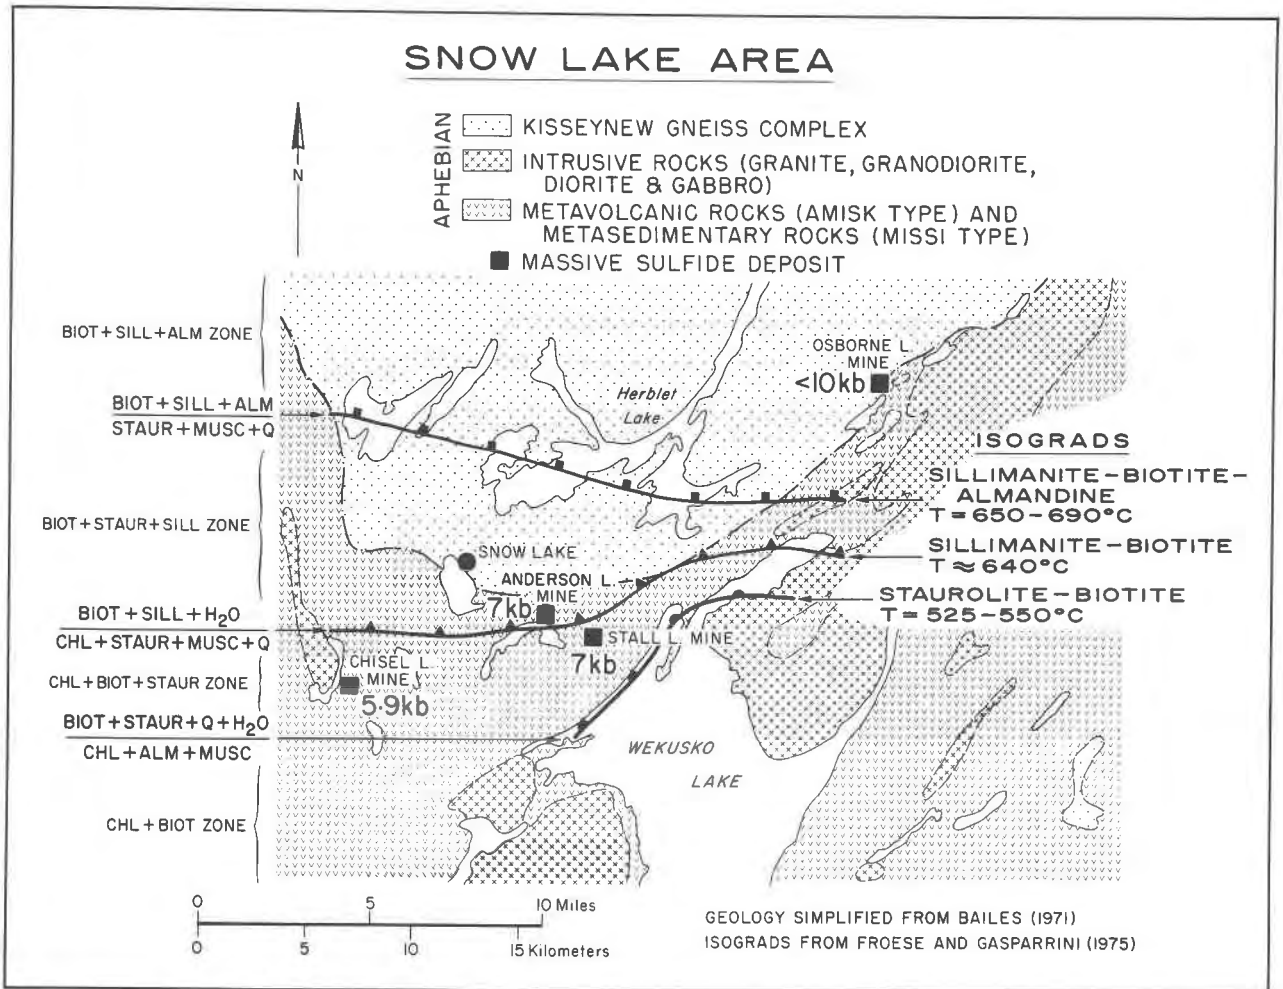 SNOW LAKE AREA
APHEBIAN
KISSEYNEW GNEISS COMPLEX
INTRUSIVE ROCKS (GRANITE, GRANODIORITE,
DIORITE & GABBRO)
METAVOLCANIC ROCKS (AMISK TYPE) AND
METASEDIMENTARY ROCKS (MISSI TYPE)
MASSIVE SULFIDE DEPOSIT
N
BIOT+SILL+ALM ZONE
BIOT+SILL+ALM
STAUR+MUSC+Q
BIOT+STAUR+SILL ZONE
BIOT+SILL+H2O
CHL+STAUR+MUSC+Q
CHL+BIOT+STAUR ZONE
BIOT+STAUR+Q+H2O
CHL+ALM+MUSC
CHL+BIOT ZONE
OSBORNE L.
MINE
<10kb
Herblet
Lake
SNOW LAKE
ANDERSON L.
MINE
7kb
STALL L. MINE
7kb
CHISEL L.
MINE
5.9kb
WEKUSKO
LAKE
ISOGRADS
SILLIMANITE-BIOTITE-
ALMANDINE
T=650-690°C
SILLIMANITE-BIOTITE
T≈640°C
STAUROLITE-BIOTITE
T=525-550°C
0 5 10 Miles
0 5 10 15 Kilometers
GEOLOGY SIMPLIFIED FROM BAILES (1971)
ISOGRADS FROM FROESE AND GASPARRINI (1975)